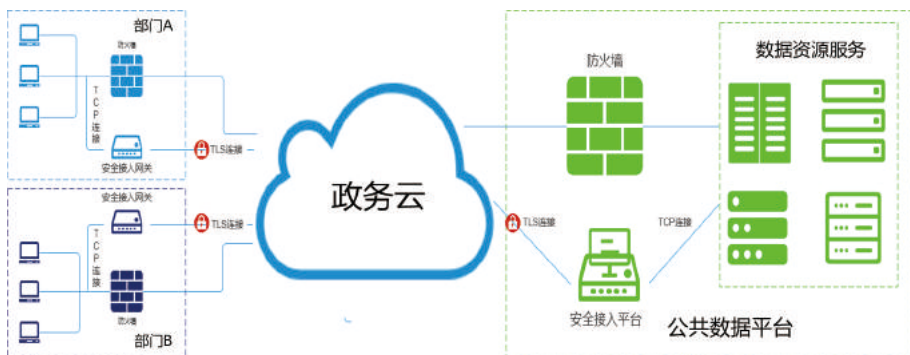 部门A
防火墙
TCP连接
TLS连接
安全接入网关
安全接入网关
TLS连接
TCP连接
防火墙
部门B
政务云
防火墙
数据资源服务
TLS连接
TCP连接
安全接入平台
公共数据平台